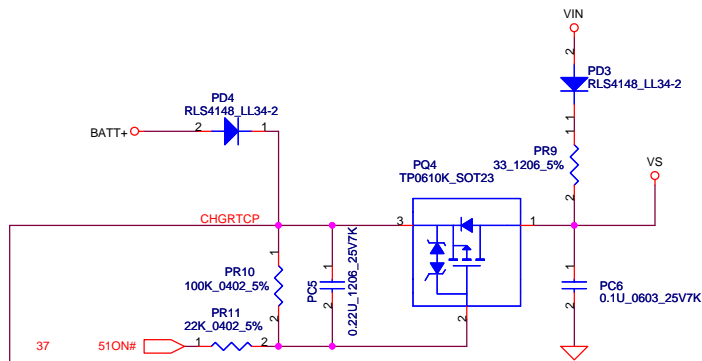 VIN
2
PD3
RLS4148_LL34-2
1
PD4
RLS4148_LL34-2
BATT+
2
1
1
PR9
33_1206_5%
2
VS
PQ4
TP0610K_SOT23
CHGRTCP
3
1
1
PR10
100K_0402_5%
2
1
PC5
0.22U_1206_25V7K
2
2
1
PC6
0.1U_0603_25V7K
2
PR11
22K_0402_5%
37
51ON#
1
2